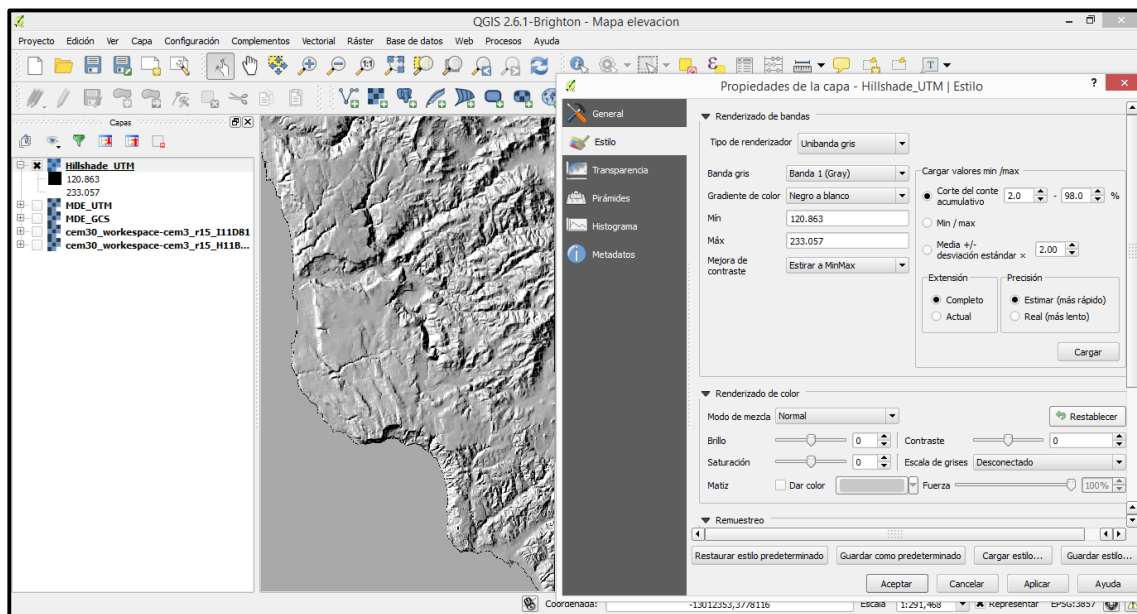 QGIS 2.6.1-Brighton - Mapa elevacion
Proyecto Edición Ver Capa Configuración Complementos Vectorial Ráster Base de datos Web Procesos Ayuda
Capas
Hillshade_UTM
120.863
233.057
MDE_UTM
MDE_GCS
cem30_workespace-cem3_r15_I11D81
cem30_workespace-cem3_r15_H11B...
Propiedades de la capa - Hillshade_UTM | Estilo
General
Estilo
Transparencia
Pirámides
Histograma
Metadatos
Renderizado de bandas
Tipo de renderizador Unibanda gris
Banda gris Banda 1 (Gray)
Gradiente de color Negro a blanco
Mín 120.863
Máx 233.057
Mejora de contraste Estirar a MinMax
Cargar valores min /max
Corte del conte acumulativo 2.0 - 98.0 %
Min / max
Media +/- desviación estándar × 2.00
Extensión
Completo
Actual
Precisión
Estimar (más rápido)
Real (más lento)
Cargar
Renderizado de color
Modo de mezcla Normal
Restablecer
Brillo 0 Contraste 0
Saturación 0 Escala de grises Desconectado
Matiz Dar color Fuerza 100%
Remuestreo
Restaurar estilo predeterminado Guardar como predeterminado Cargar estilo... Guardar estilo...
Aceptar Cancelar Aplicar Ayuda
Coordenada: -13012353,3778116 Escala 1:291,468 Representar EPSG:3857